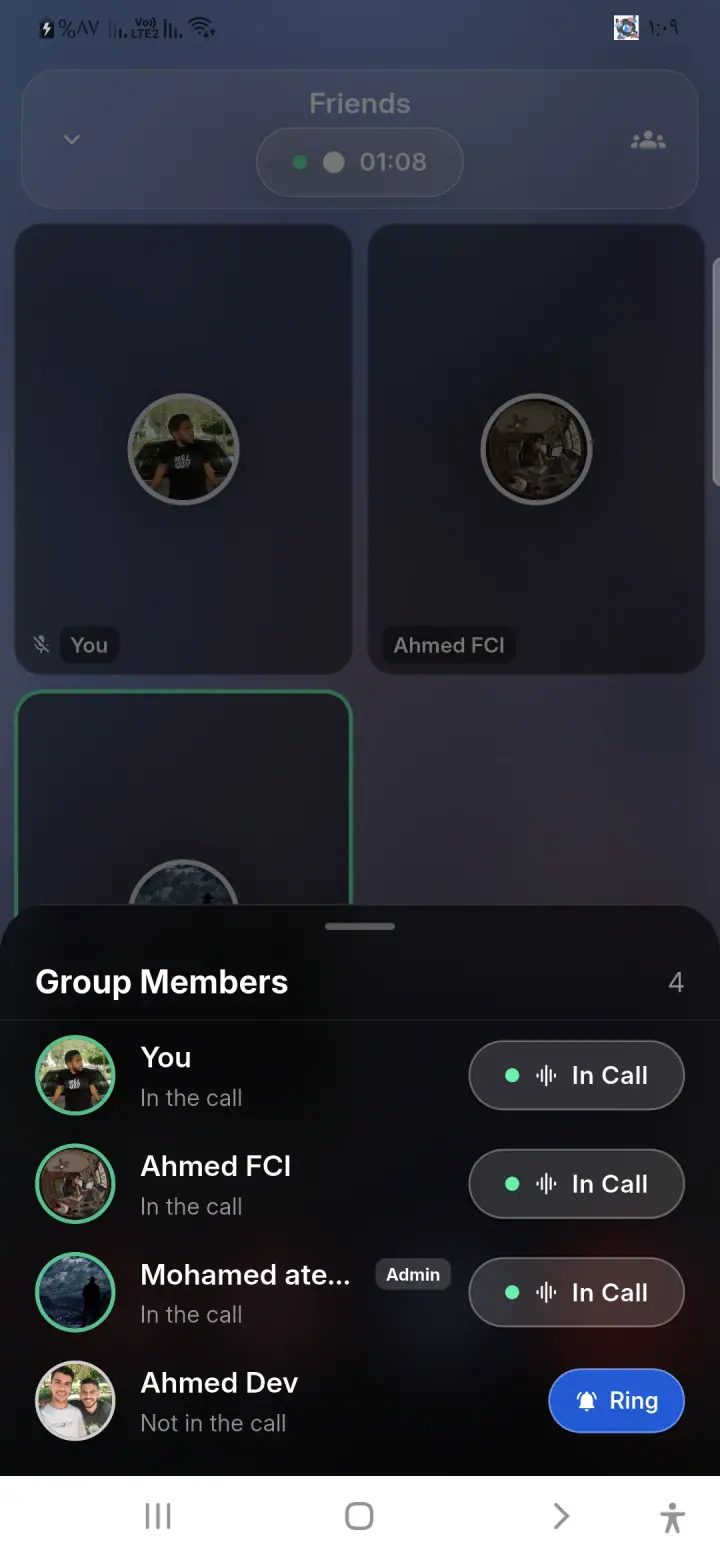 %٨٧ Vo)) LTE2 ١:٠٩
Friends
01:08
You
Ahmed FCI
Group Members 4
You
In the call
In Call
Ahmed FCI
In the call
In Call
Mohamed ate... Admin
In the call
In Call
Ahmed Dev
Not in the call
Ring